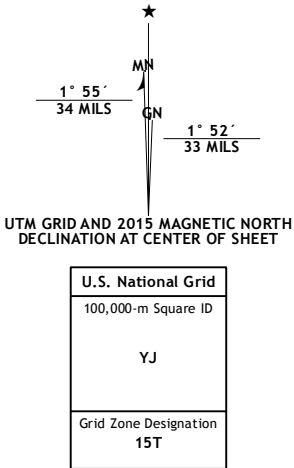 ★
MN
1° 55´
34 MILS
GN
1° 52´
33 MILS
UTM GRID AND 2015 MAGNETIC NORTH
DECLINATION AT CENTER OF SHEET
U.S. National Grid
100,000-m Square ID
YJ
Grid Zone Designation
15T